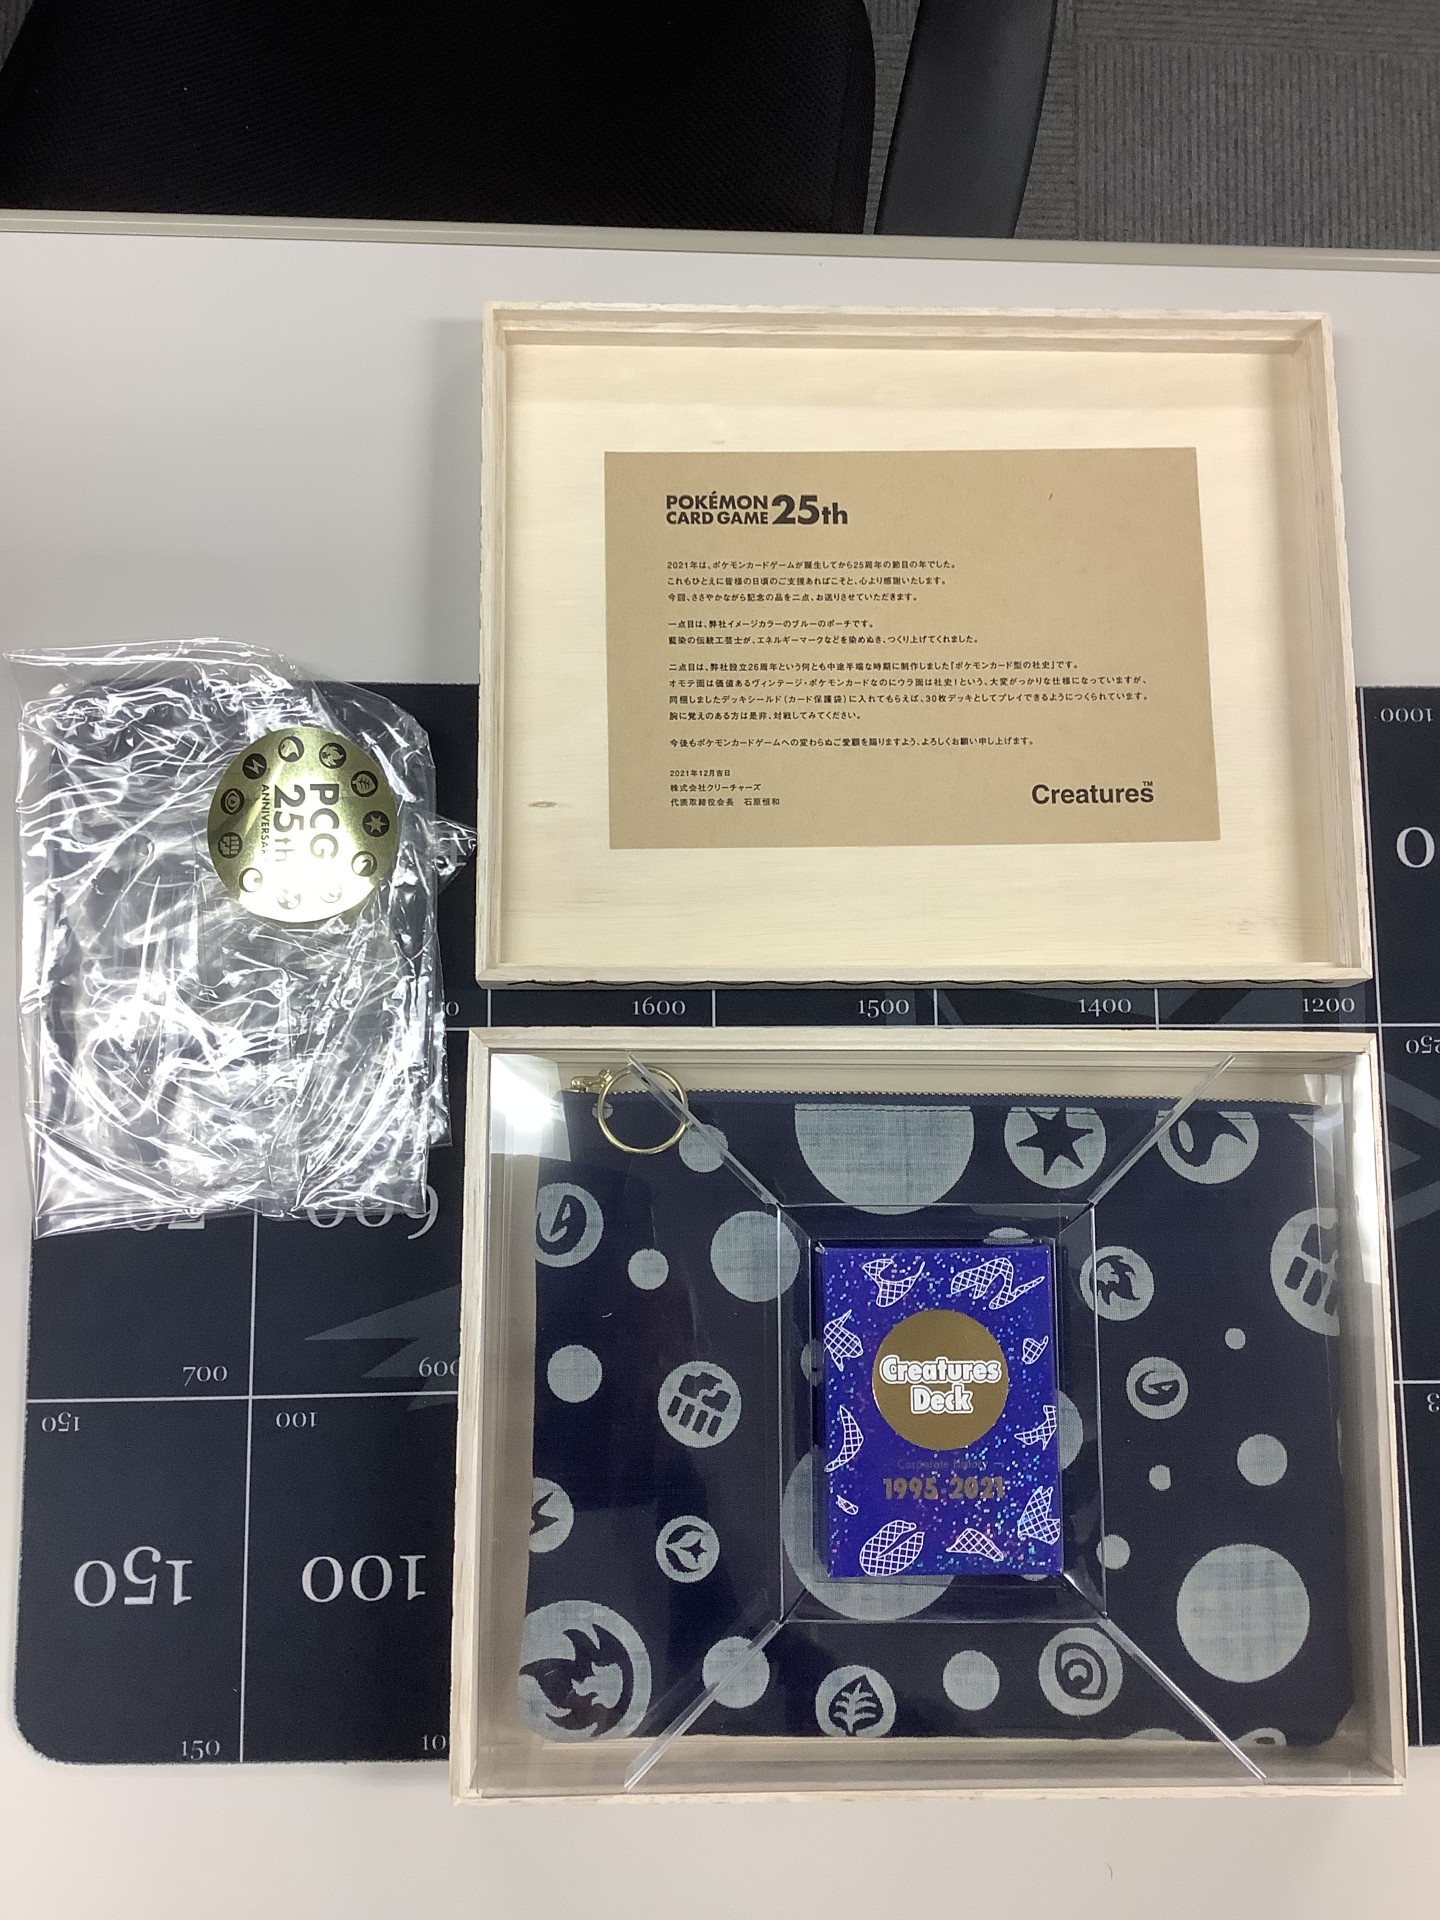 POKÉMON
CARD GAME 25th
2021年は、ポケモンカードゲームが誕生してから25周年の節目の年でした。
これもひとえに皆様の日頃のご支援あればこそと、心より感謝いたします。
今回、ささやかながら記念の品を二点、お送りさせていただきます。
一点目は、弊社イメージカラーのブルーのポーチです。
藍染の伝統工芸士が、エネルギーマークなどを染めぬき、つくり上げてくれました。
二点目は、弊社設立26周年という何とも中途半端な時期に制作しました「ポケモンカード型の社史」です。
オモテ面は価値あるヴィンテージ・ポケモンカードなのにウラ面は社史!という、大変がっかりな仕様になっていますが、
同梱しましたデッキシールド(カード保護袋)に入れてもらえば、30枚デッキとしてプレイできるようにつくられています。
腕に覚えのある方は是非、対戦してみてください。
今後もポケモンカードゲームへの変わらぬご愛顧を賜りますよう、よろしくお願い申し上げます。
2021年12月吉日
株式会社クリーチャーズ
代表取締役会長 石原恒和
Creatures™
PCG
25th
ANNIVERSARY
1000
0
1600
1500
1400
1200
250
600
700
600
150
100
150
100
150
Creatures
Deck
Corporate history
1995-2021